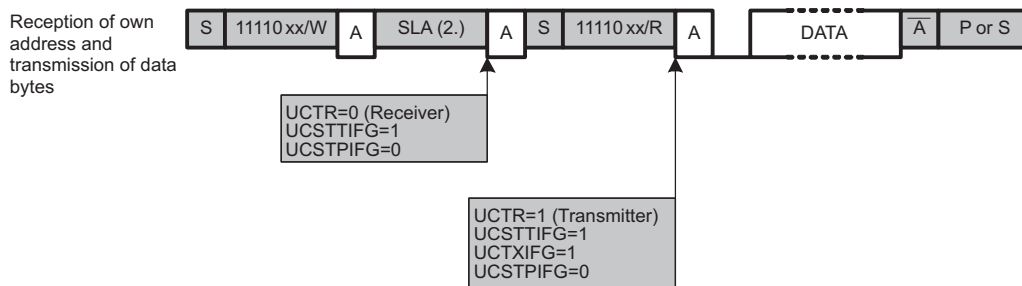 Reception of own
address and
transmission of data
bytes
S 11110 xx/W A SLA (2.) A S 11110 xx/R A DATA A P or S
UCTR=0 (Receiver)
UCSTTIFG=1
UCSTPIFG=0
UCTR=1 (Transmitter)
UCSTTIFG=1
UCTXIFG=1
UCSTPIFG=0